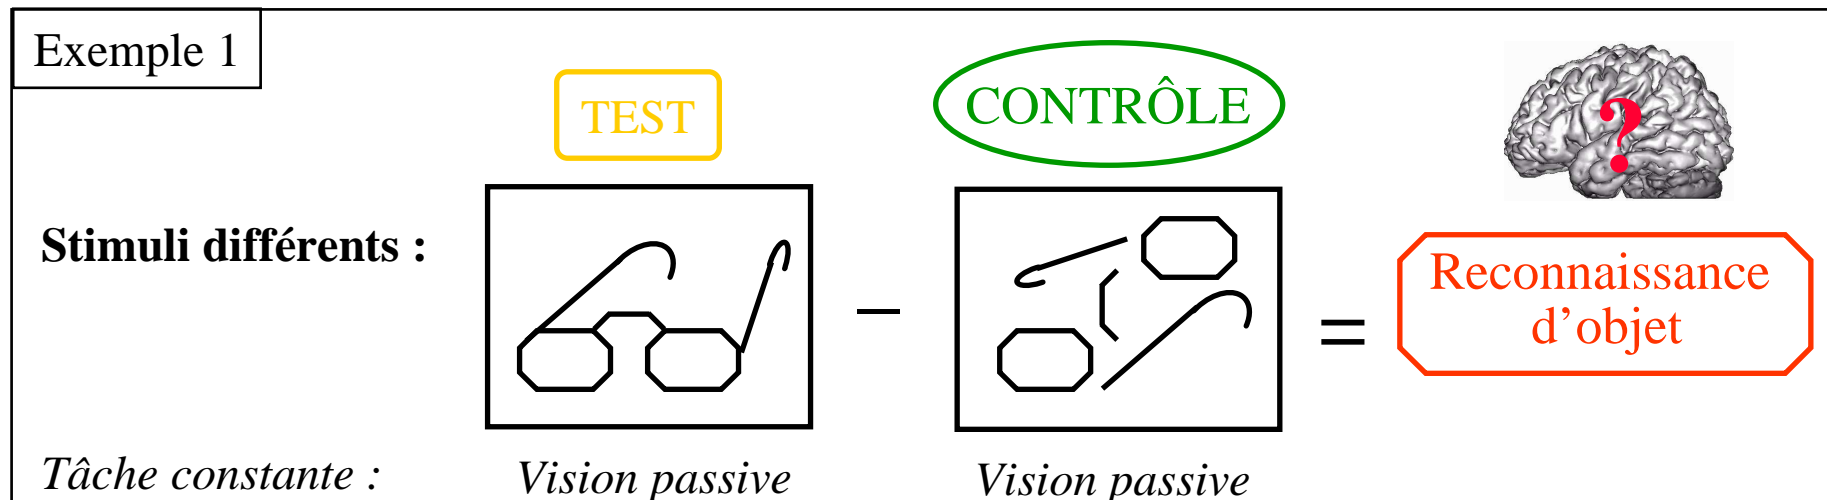 Exemple 1
TEST
CONTRÔLE
?
Stimuli différents :
–
=
Reconnaissance
d’objet
Tâche constante :
Vision passive
Vision passive